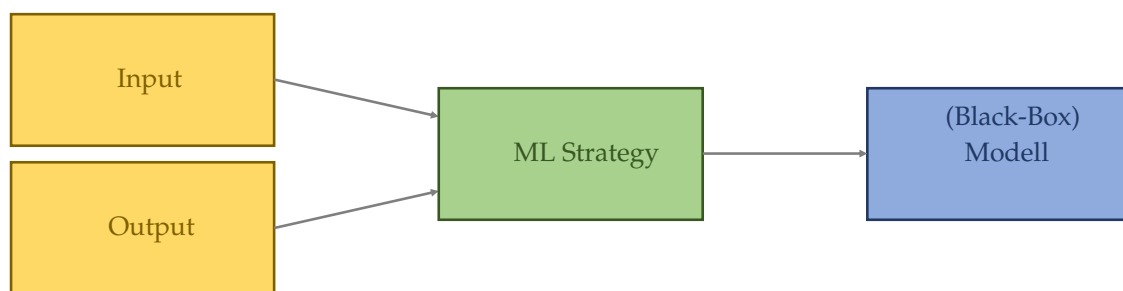 Input
Output
ML Strategy
(Black-Box)
Modell